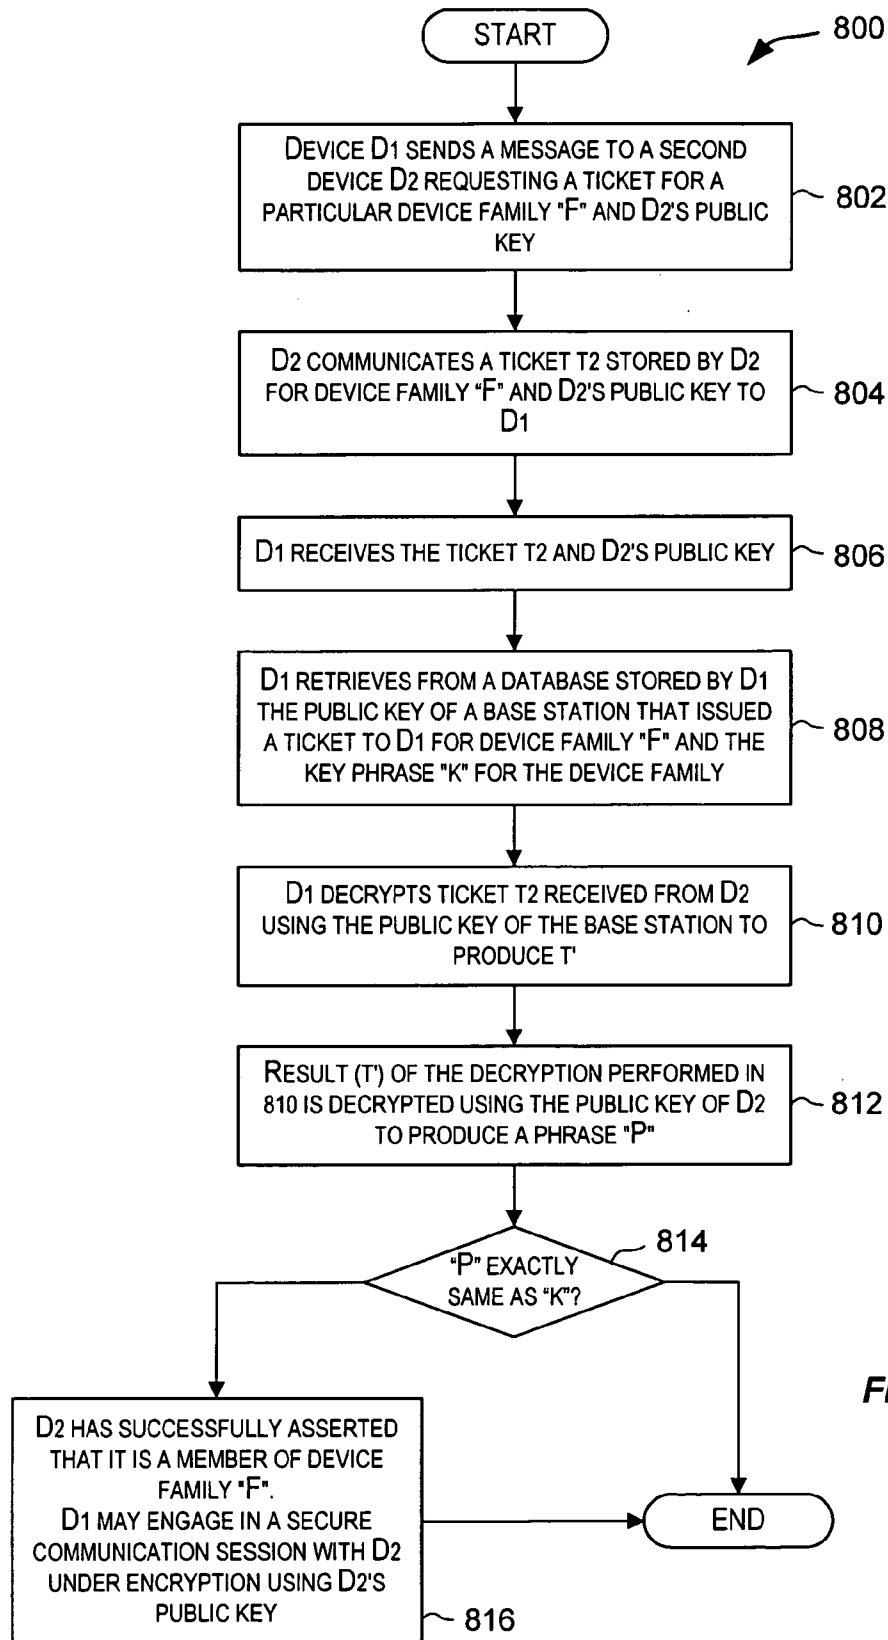 START
800
DEVICE D1 SENDS A MESSAGE TO A SECOND
DEVICE D2 REQUESTING A TICKET FOR A
PARTICULAR DEVICE FAMILY "F" AND D2'S PUBLIC
KEY
802
D2 COMMUNICATES A TICKET T2 STORED BY D2
FOR DEVICE FAMILY "F" AND D2'S PUBLIC KEY TO
D1
804
D1 RECEIVES THE TICKET T2 AND D2'S PUBLIC KEY
806
D1 RETRIEVES FROM A DATABASE STORED BY D1
THE PUBLIC KEY OF A BASE STATION THAT ISSUED
A TICKET TO D1 FOR DEVICE FAMILY "F" AND THE
KEY PHRASE "K" FOR THE DEVICE FAMILY
808
D1 DECRYPTS TICKET T2 RECEIVED FROM D2
USING THE PUBLIC KEY OF THE BASE STATION TO
PRODUCE T'
810
RESULT (T') OF THE DECRYPTION PERFORMED IN
810 IS DECRYPTED USING THE PUBLIC KEY OF D2
TO PRODUCE A PHRASE "P"
812
814
"P" EXACTLY
SAME AS "K"?
D2 HAS SUCCESSFULLY ASSERTED
THAT IT IS A MEMBER OF DEVICE
FAMILY "F".
D1 MAY ENGAGE IN A SECURE
COMMUNICATION SESSION WITH D2
UNDER ENCRYPTION USING D2'S
PUBLIC KEY
816
END